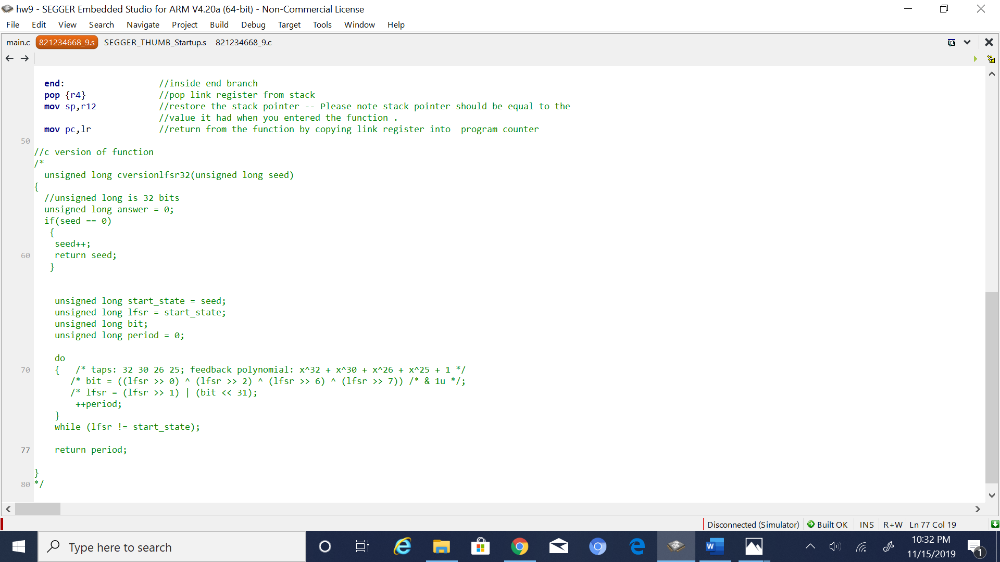 hw9 - SEGGER Embedded Studio for ARM V4.20a (64-bit) - Non-Commercial License
File Edit View Search Navigate Project Build Debug Target Tools Window Help
main.c 821234668_9.s SEGGER_THUMB_Startup.s 821234668_9.c
end: //inside end branch
pop {r4} //pop link register from stack
mov sp,r12 //restore the stack pointer -- Please note stack pointer should be equal to the
//value it had when you entered the function .
mov pc,lr //return from the function by copying link register into  program counter
50
//c version of function
/*
unsigned long cversionlfsr32(unsigned long seed)
{
//unsigned long is 32 bits
unsigned long answer = 0;
if(seed == 0)
{
seed++;
60 return seed;
}
unsigned long start_state = seed;
unsigned long lfsr = start_state;
unsigned long bit;
unsigned long period = 0;
do
70 { /* taps: 32 30 26 25; feedback polynomial: x^32 + x^30 + x^26 + x^25 + 1 */
/* bit = ((lfsr >> 0) ^ (lfsr >> 2) ^ (lfsr >> 6) ^ (lfsr >> 7)) /* & 1u */;
/* lfsr = (lfsr >> 1) | (bit << 31);
++period;
}
while (lfsr != start_state);
77 return period;
}
80 */
Disconnected (Simulator) Built OK INS R+W Ln 77 Col 19
Type here to search
10:32 PM
11/15/2019
1